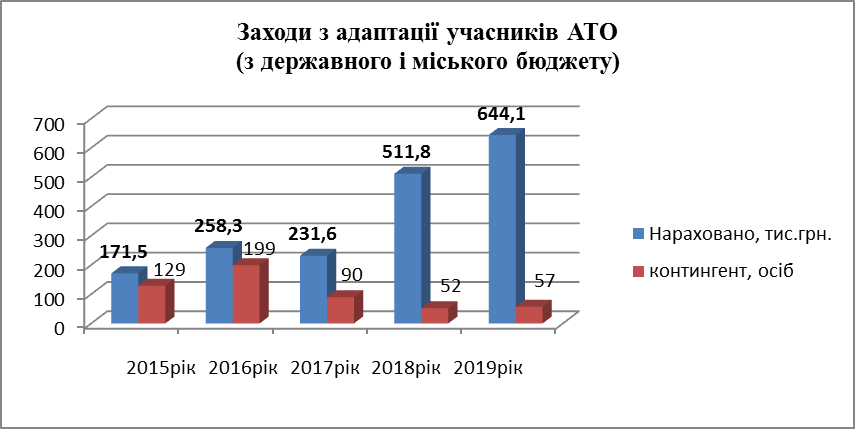 Заходи з адаптації учасників АТО
(з державного і міського бюджету)
700
600
500
400
300
200
100
0
171,5
129
258,3
199
231,6
90
511,8
52
644,1
57
2015рік
2016рік
2017рік
2018рік
2019рік
Нараховано, тис.грн.
контингент, осіб